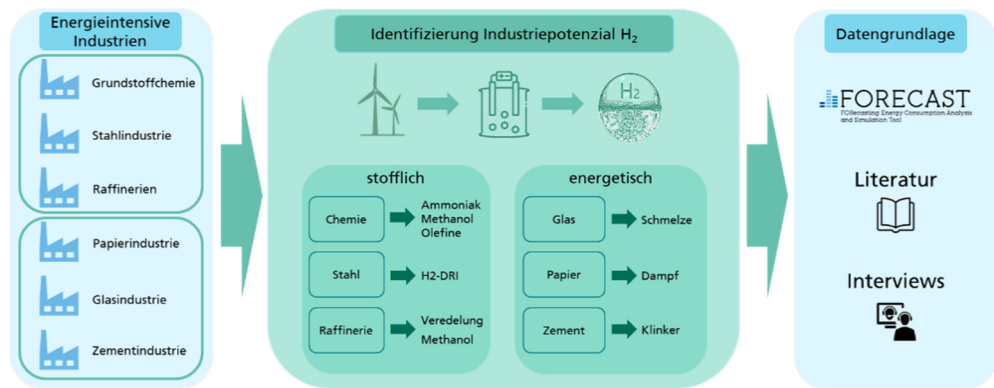 Energieintensive
Industrien
Grundstoffchemie
Stahlindustrie
Raffinerien
Papierindustrie
Glasindustrie
Zementindustrie
Identifizierung Industriepotenzial H₂
H₂
stofflich
Chemie
Ammoniak
Methanol
Olefine
Stahl
H2-DRI
Raffinerie
Veredelung
Methanol
energetisch
Glas
Schmelze
Papier
Dampf
Zement
Klinker
Datengrundlage
FORECAST
FORecasting Energy Consumption Analysis
and Simulation Tool
Literatur
Interviews